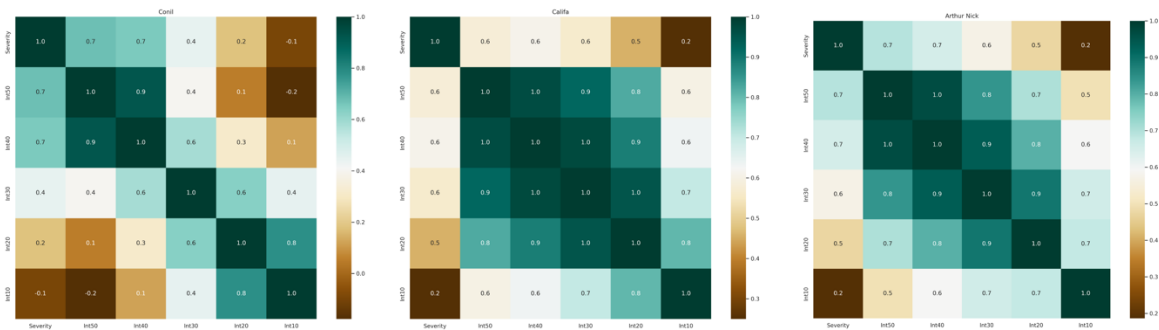 Conil
Severity 1.0 0.7 0.7 0.4 0.2 -0.1
Int50 0.7 1.0 0.9 0.4 0.1 -0.2
Int40 0.7 0.9 1.0 0.6 0.3 0.1
Int30 0.4 0.4 0.6 1.0 0.6 0.4
Int20 0.2 0.1 0.3 0.6 1.0 0.8
Int10 -0.1 -0.2 0.1 0.4 0.8 1.0
Severity Int50 Int40 Int30 Int20 Int10
1.0
0.8
0.6
0.4
0.2
0.0
Califa
Severity 1.0 0.6 0.6 0.6 0.5 0.2
Int50 0.6 1.0 1.0 0.9 0.8 0.6
Int40 0.6 1.0 1.0 1.0 0.9 0.6
Int30 0.6 0.9 1.0 1.0 1.0 0.7
Int20 0.5 0.8 0.9 1.0 1.0 0.8
Int10 0.2 0.6 0.6 0.7 0.8 1.0
Severity Int50 Int40 Int30 Int20 Int10
1.0
0.9
0.8
0.7
0.6
0.5
0.4
0.3
Arthur Nick
Severity 1.0 0.7 0.7 0.6 0.5 0.2
Int50 0.7 1.0 1.0 0.8 0.7 0.5
Int40 0.7 1.0 1.0 0.9 0.8 0.6
Int30 0.6 0.8 0.9 1.0 0.9 0.7
Int20 0.5 0.7 0.8 0.9 1.0 0.7
Int10 0.2 0.5 0.6 0.7 0.7 1.0
Severity Int50 Int40 Int30 Int20 Int10
1.0
0.9
0.8
0.7
0.6
0.5
0.4
0.3
0.2